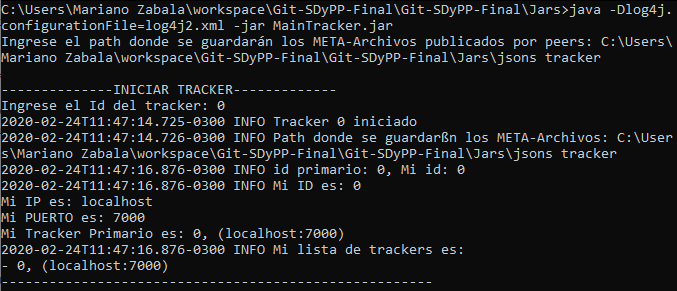 C:\Users\Mariano Zabala\workspace\Git-SDyPP-Final\Git-SDyPP-Final\Jars>java -Dlog4j.
configurationFile=log4j2.xml -jar MainTracker.jar
Ingrese el path donde se guardarán los META-Archivos publicados por peers: C:\Users\
Mariano Zabala\workspace\Git-SDyPP-Final\Git-SDyPP-Final\Jars\jsons tracker
--------------INICIAR TRACKER-------------
Ingrese el Id del tracker: 0
2020-02-24T11:47:14.725-0300 INFO Tracker 0 iniciado
2020-02-24T11:47:14.726-0300 INFO Path donde se guardarßn los META-Archivos: C:\User
s\Mariano Zabala\workspace\Git-SDyPP-Final\Git-SDyPP-Final\Jars\jsons tracker
2020-02-24T11:47:16.876-0300 INFO id primario: 0, Mi id: 0
2020-02-24T11:47:16.876-0300 INFO Mi ID es: 0
Mi IP es: localhost
Mi PUERTO es: 7000
Mi Tracker Primario es: 0, (localhost:7000)
2020-02-24T11:47:16.876-0300 INFO Mi lista de trackers es:
- 0, (localhost:7000)
-----------------------------------------------------